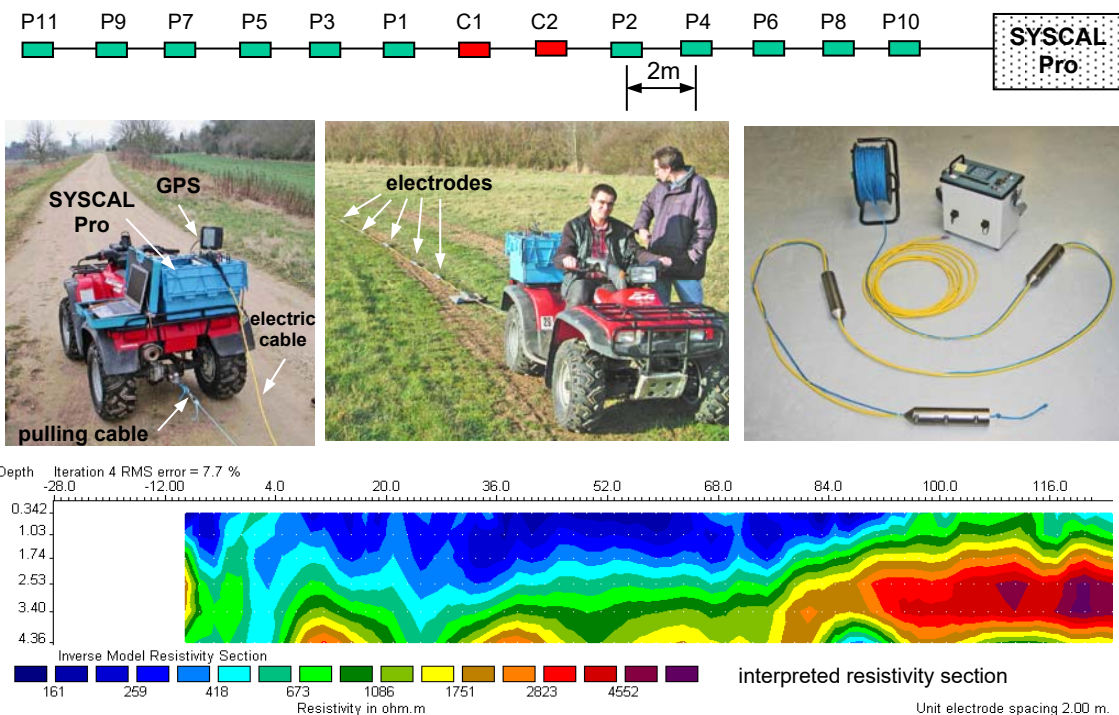 P11 P9 P7 P5 P3 P1 C1 C2 P2 P4 P6 P8 P10
SYSCAL
Pro
2m
GPS
SYSCAL
Pro
electric
cable
pulling cable
electrodes
Depth Iteration 4 RMS error = 7.7 %
-28.0 -12.00 4.0 20.0 36.0 52.0 68.0 84.0 100.0 116.0
0.342
1.03
1.74
2.53
3.40
4.36
Inverse Model Resistivity Section
interpreted resistivity section
161 259 418 673 1086 1751 2823 4552
Resistivity in ohm.m
Unit electrode spacing 2.00 m.